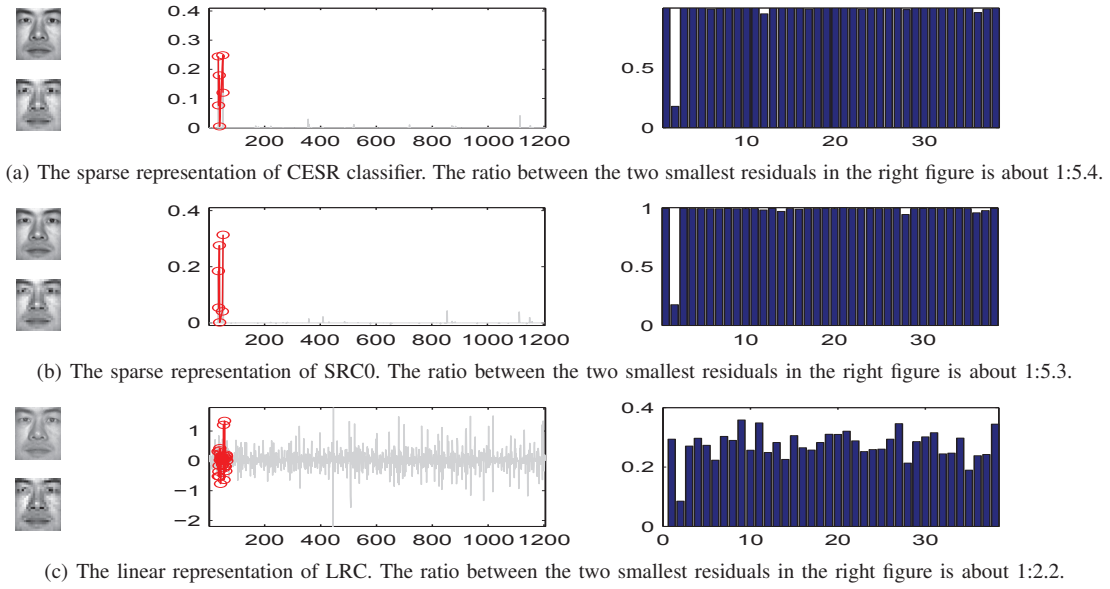 0.4
0.3
0.2
0.1
0
200 400 600 800 1000 1200
0.5
0
10 20 30
(a) The sparse representation of CESR classifier. The ratio between the two smallest residuals in the right figure is about 1:5.4.
0.4
0.2
0
200 400 600 800 1000 1200
1
0.5
0
10 20 30
(b) The sparse representation of SRC0. The ratio between the two smallest residuals in the right figure is about 1:5.3.
1
0
−1
−2
200 400 600 800 1000 1200
0.4
0.2
0
0 10 20 30
(c) The linear representation of LRC. The ratio between the two smallest residuals in the right figure is about 1:2.2.